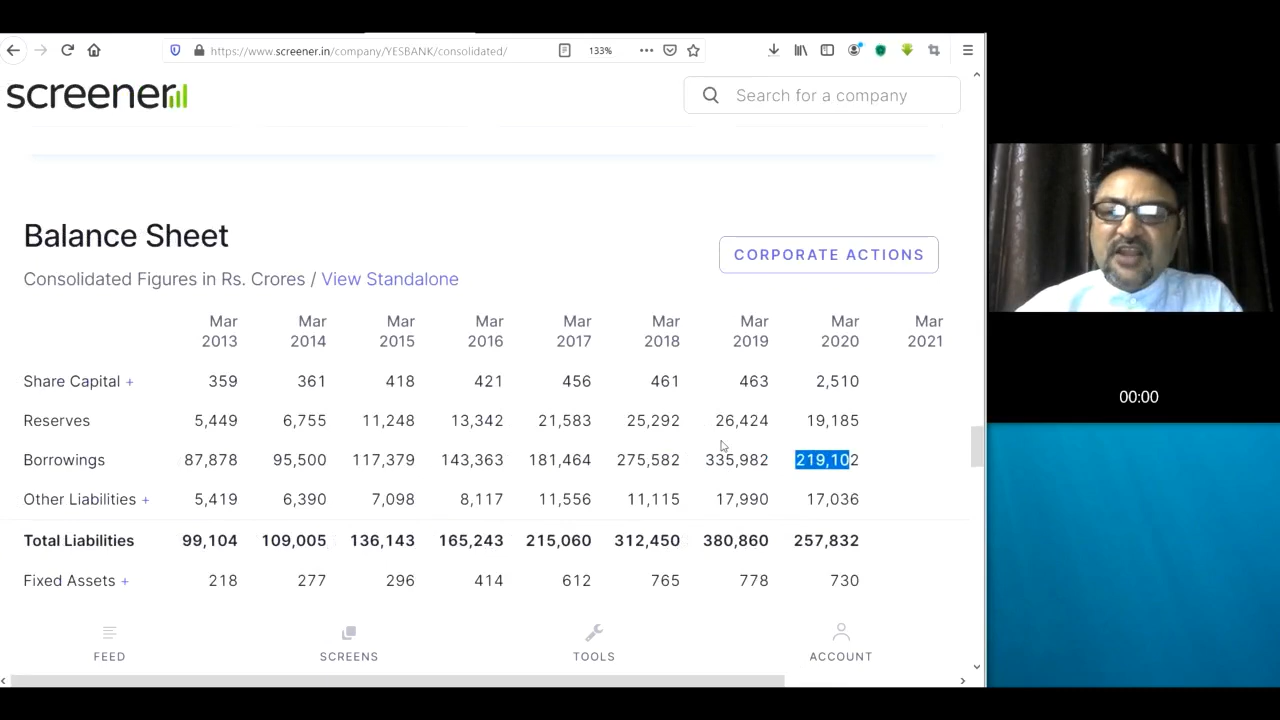 https://www.screener.in/company/YESBANK/consolidated/
133%
screener
Search for a company
Balance Sheet
CORPORATE ACTIONS
Consolidated Figures in Rs. Crores / View Standalone
Mar Mar Mar Mar Mar Mar Mar Mar Mar
2013 2014 2015 2016 2017 2018 2019 2020 2021
Share Capital + 359 361 418 421 456 461 463 2,510
Reserves 5,449 6,755 11,248 13,342 21,583 25,292 26,424 19,185
Borrowings 87,878 95,500 117,379 143,363 181,464 275,582 335,982 219,102
Other Liabilities + 5,419 6,390 7,098 8,117 11,556 11,115 17,990 17,036
Total Liabilities 99,104 109,005 136,143 165,243 215,060 312,450 380,860 257,832
Fixed Assets + 218 277 296 414 612 765 778 730
FEED SCREENS TOOLS ACCOUNT
00:00